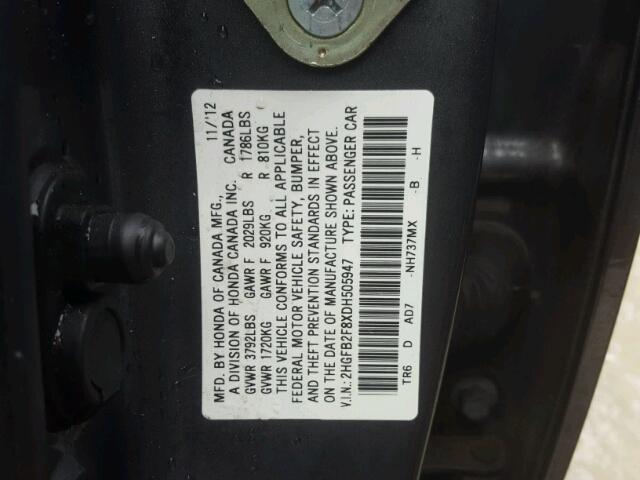 MFD. BY HONDA OF CANADA MFG., 11/'12
A DIVISION OF HONDA CANADA INC. CANADA
GVWR 3792LBS GAWR F 2029LBS R 1786LBS
GVWR 1720KG GAWR F 920KG R 810KG
THIS VEHICLE CONFORMS TO ALL APPLICABLE
FEDERAL MOTOR VEHICLE SAFETY, BUMPER,
AND THEFT PREVENTION STANDARDS IN EFFECT
ON THE DATE OF MANUFACTURE SHOWN ABOVE.
V.I.N.: 2HGFB2F8XDH505947 TYPE: PASSENGER CAR
TR6 D AD7 -NH737MX -B -H